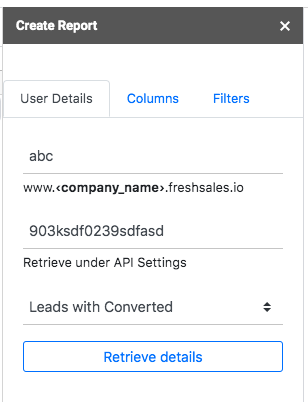 Create Report ×
User Details Columns Filters
abc
www.‹company_name›.freshsales.io
903ksdf0239sdfasd
Retrieve under API Settings
Leads with Converted
Retrieve details